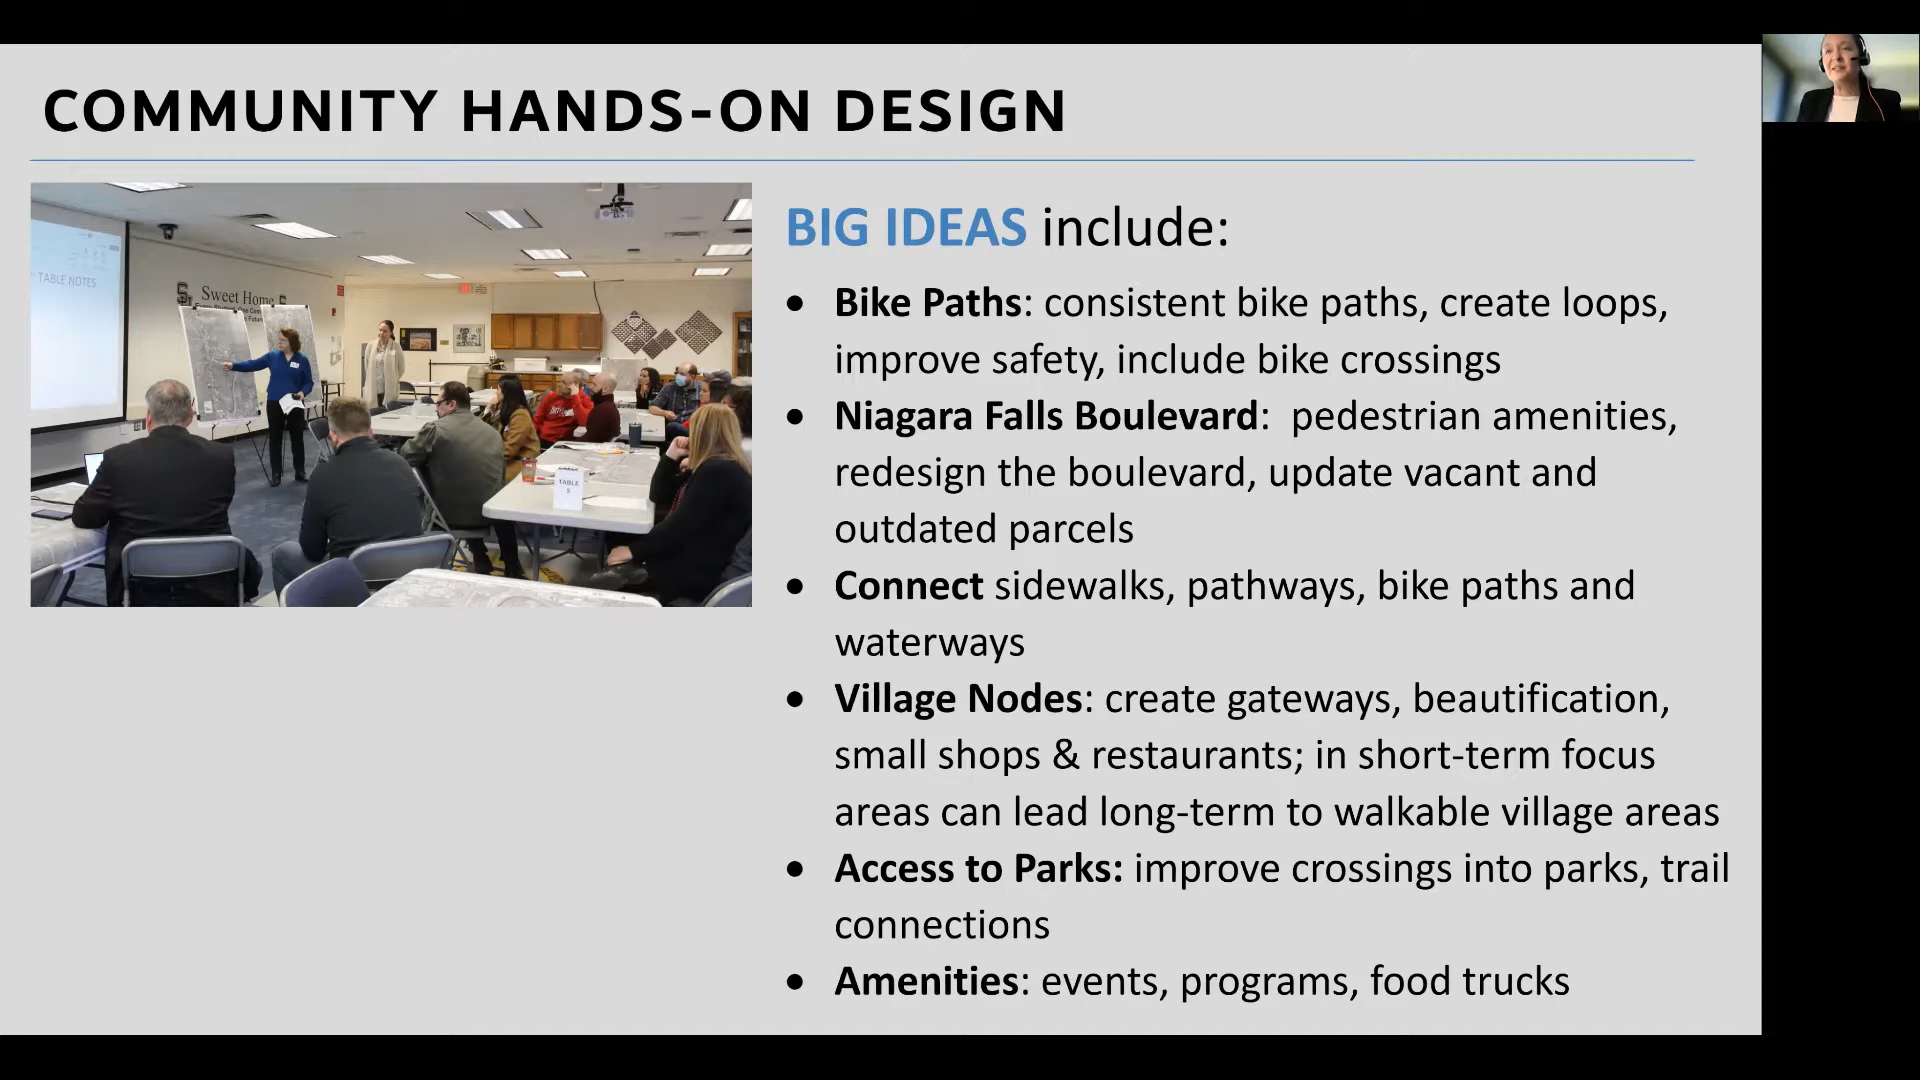 COMMUNITY HANDS-ON DESIGN
TABLE NOTES
Sweet Home
TABLE
5
BIG IDEAS include:
• Bike Paths: consistent bike paths, create loops,
improve safety, include bike crossings
• Niagara Falls Boulevard:  pedestrian amenities,
redesign the boulevard, update vacant and
outdated parcels
• Connect sidewalks, pathways, bike paths and
waterways
• Village Nodes: create gateways, beautification,
small shops & restaurants; in short-term focus
areas can lead long-term to walkable village areas
• Access to Parks: improve crossings into parks, trail
connections
• Amenities: events, programs, food trucks